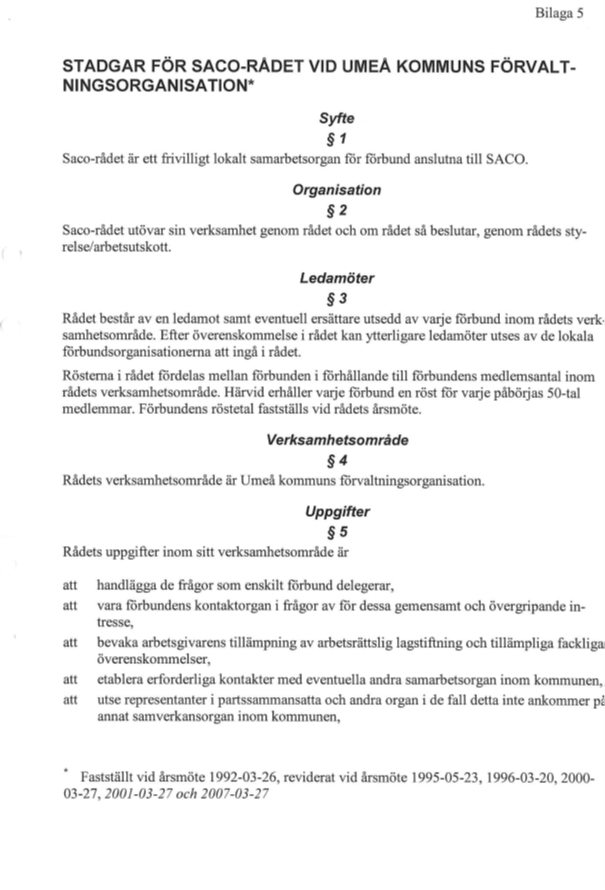 Bilaga 5
STADGAR FÖR SACO-RÅDET VID UMEÅ KOMMUNS FÖRVALT-
NINGSORGANISATION*
Syfte
§ 1
Saco-rådet är ett frivilligt lokalt samarbetsorgan för förbund anslutna till SACO.
Organisation
§ 2
Saco-rådet utövar sin verksamhet genom rådet och om rådet så beslutar, genom rådets sty-
relse/arbetsutskott.
Ledamöter
§ 3
Rådet består av en ledamot samt eventuell ersättare utsedd av varje förbund inom rådets verk-
samhetsområde. Efter överenskommelse i rådet kan ytterligare ledamöter utses av de lokala
förbundsorganisationerna att ingå i rådet.
Rösterna i rådet fördelas mellan förbunden i förhållande till förbundens medlemsantal inom
rådets verksamhetsområde. Härvid erhåller varje förbund en röst för varje påbörjas 50-tal
medlemmar. Förbundens röstetal fastställs vid rådets årsmöte.
Verksamhetsområde
§ 4
Rådets verksamhetsområde är Umeå kommuns förvaltningsorganisation.
Uppgifter
§ 5
Rådets uppgifter inom sitt verksamhetsområde är
att handlägga de frågor som enskilt förbund delegerar,
att vara förbundens kontaktorgan i frågor av för dessa gemensamt och övergripande in-
tresse,
att bevaka arbetsgivarens tillämpning av arbetsrättslig lagstiftning och tillämpliga fackliga
överenskommelser,
att etablera erforderliga kontakter med eventuella andra samarbetsorgan inom kommunen,
att utse representanter i partssammansatta och andra organ i de fall detta inte ankommer på
annat samverkansorgan inom kommunen,
* Fastställt vid årsmöte 1992-03-26, reviderat vid årsmöte 1995-05-23, 1996-03-20, 2000-
03-27, 2001-03-27 och 2007-03-27